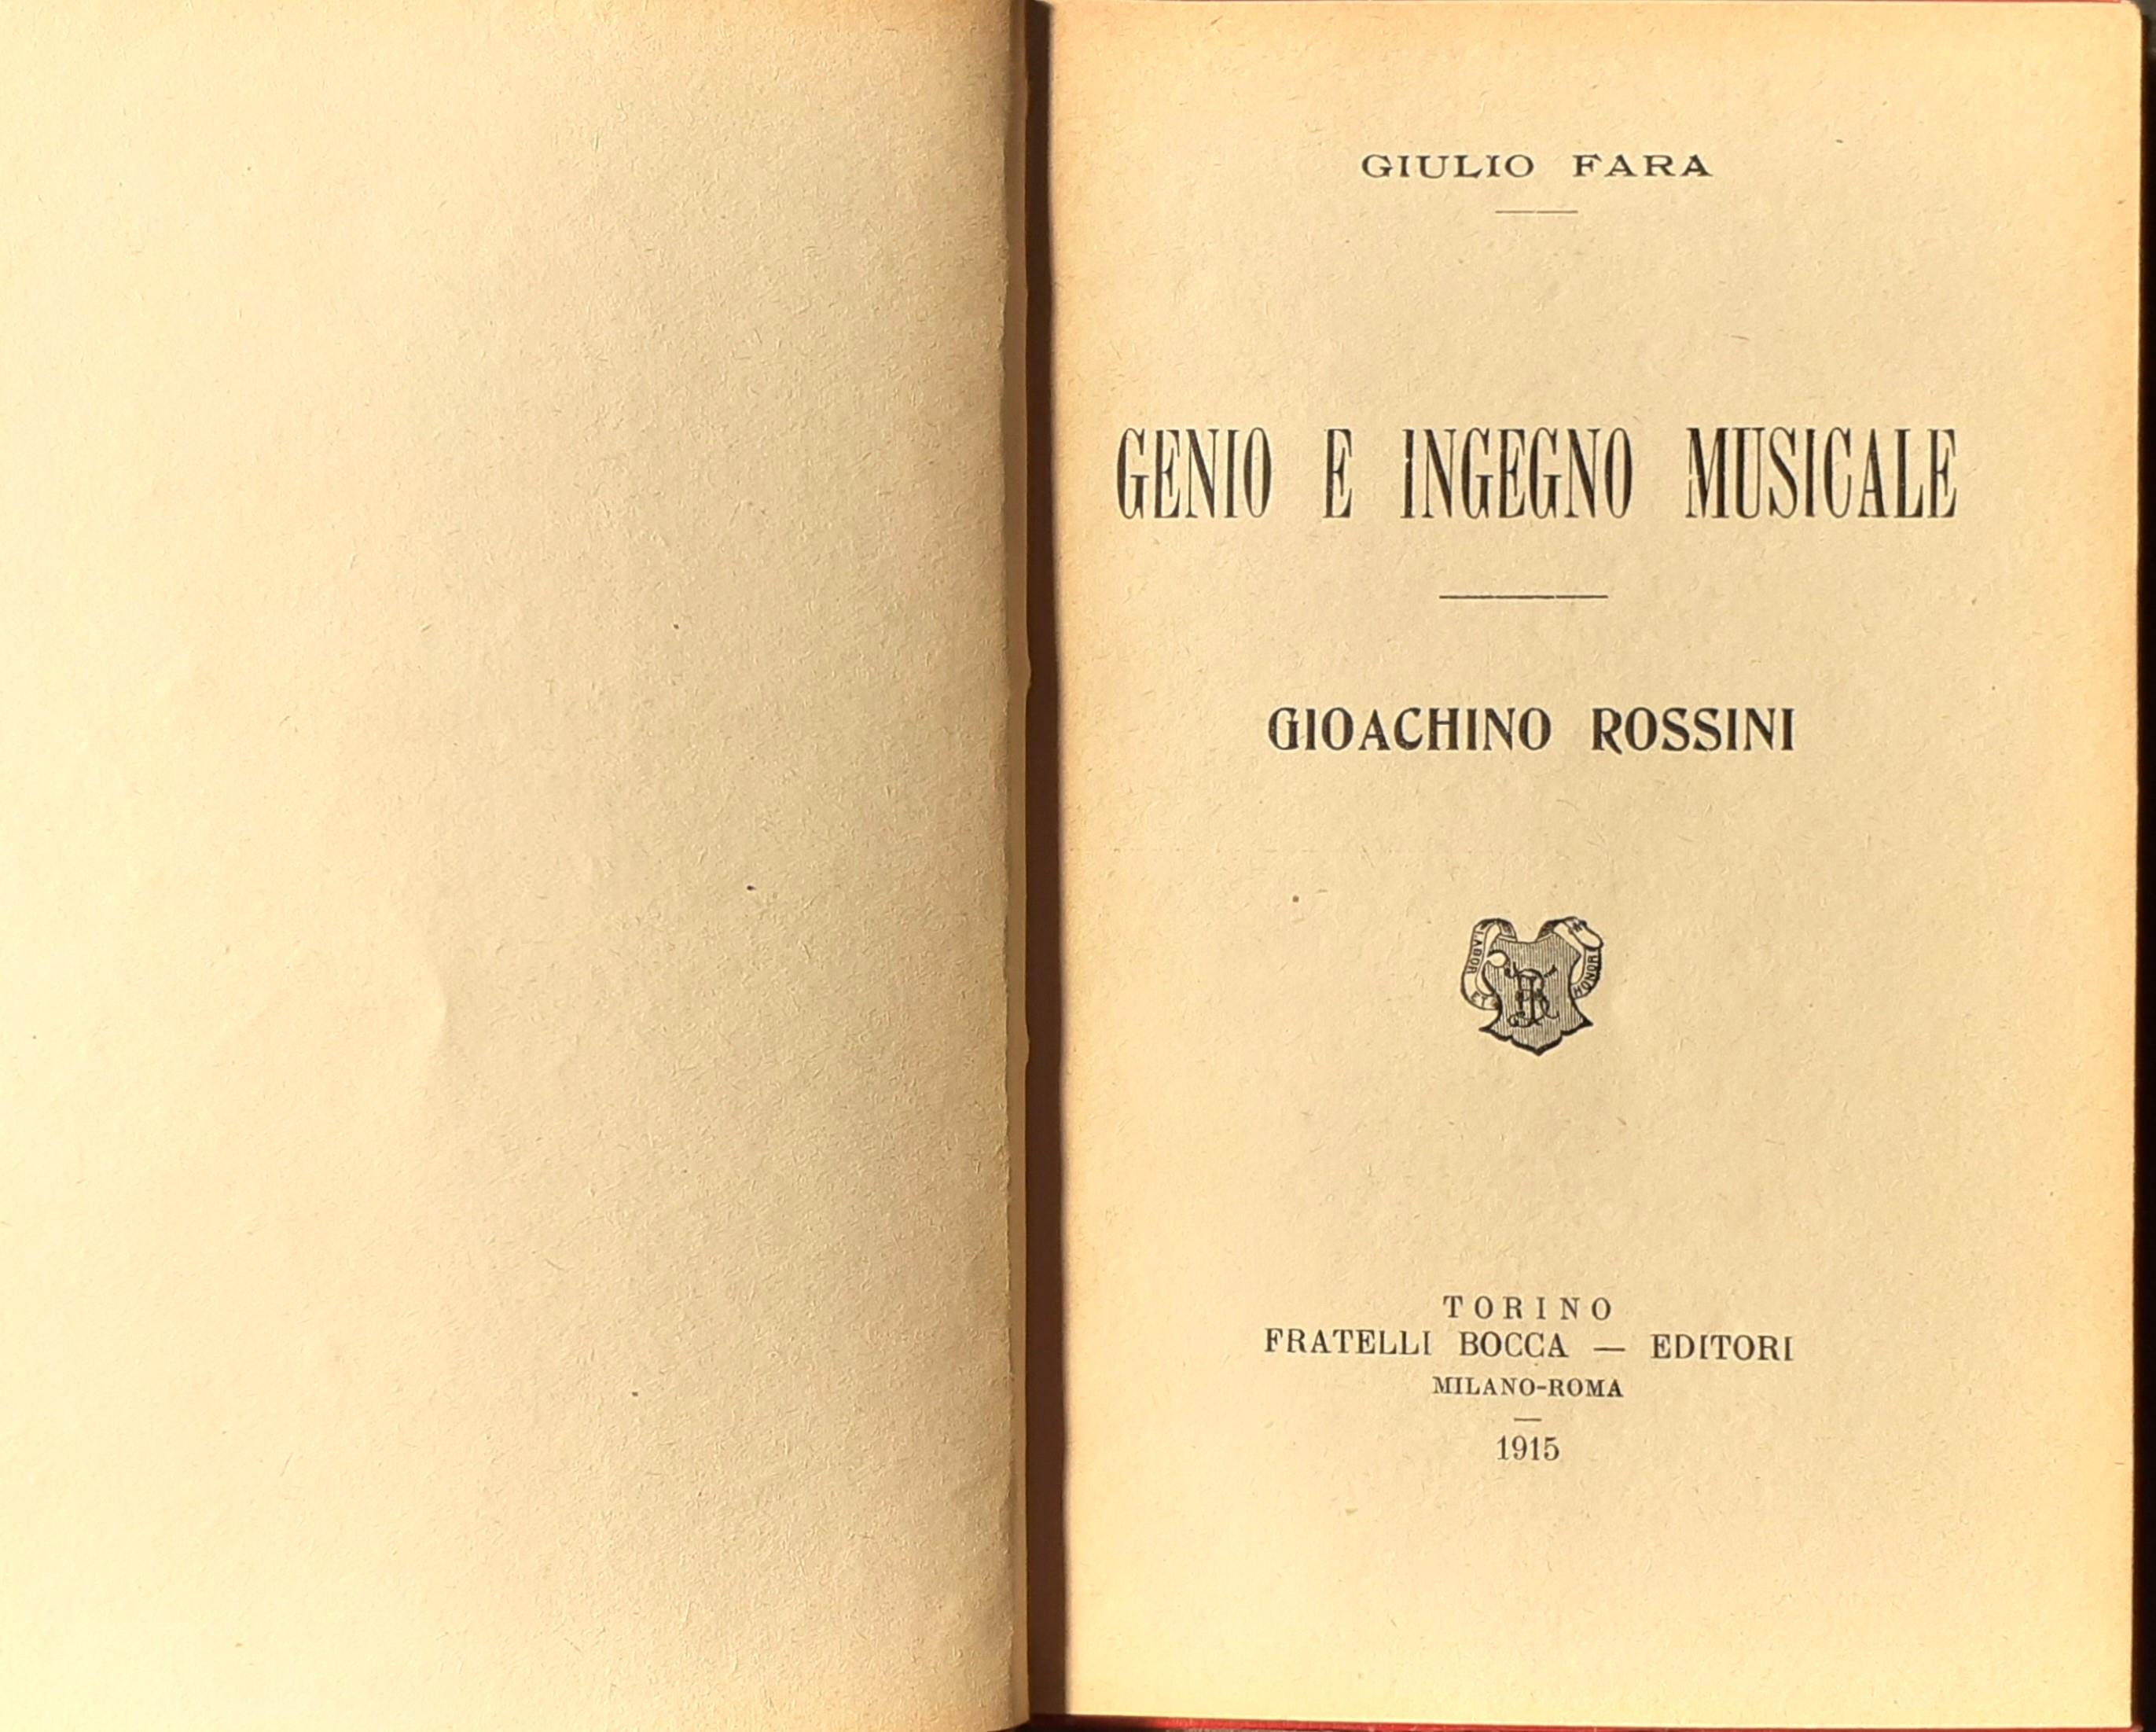 GIULIO FARA
GENIO E INGEGNO MUSICALE
GIOACHINO ROSSINI
LABOR ET HONOR
TORINO
FRATELLI BOCCA — EDITORI
MILANO-ROMA
1915